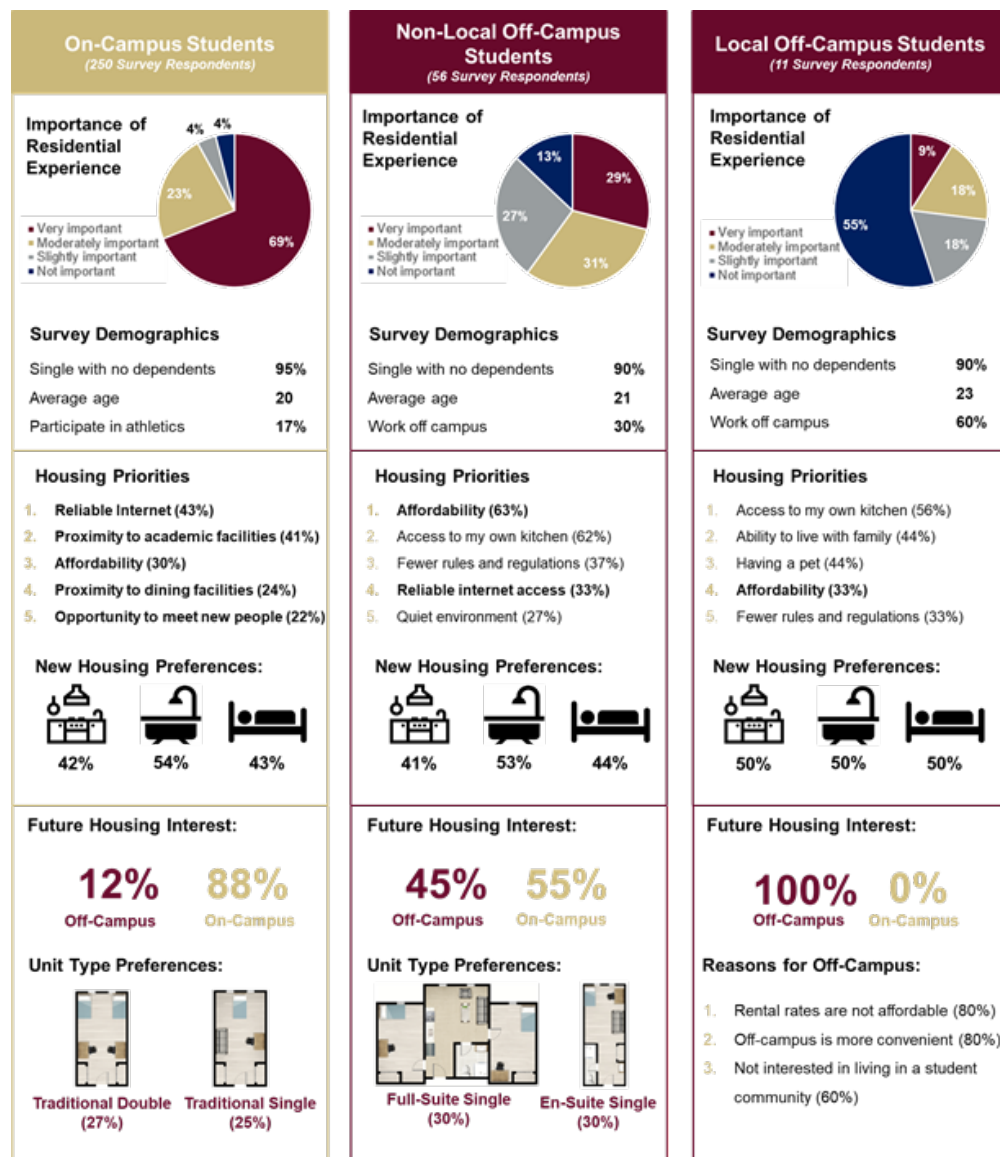 On-Campus Students
(250 Survey Respondents)
Importance of
Residential
Experience
4%
4%
23%
69%
Very important
Moderately important
Slightly important
Not important
Survey Demographics
Single with no dependents 95%
Average age 20
Participate in athletics 17%
Housing Priorities
1. Reliable Internet (43%)
2. Proximity to academic facilities (41%)
3. Affordability (30%)
4. Proximity to dining facilities (24%)
5. Opportunity to meet new people (22%)
New Housing Preferences:
42% 54% 43%
Future Housing Interest:
12% 88%
Off-Campus On-Campus
Unit Type Preferences:
Traditional Double Traditional Single
(27%) (25%)
Non-Local Off-Campus
Students
(56 Survey Respondents)
Importance of
Residential
Experience
13%
29%
27%
31%
Very important
Moderately important
Slightly important
Not important
Survey Demographics
Single with no dependents 90%
Average age 21
Work off campus 30%
Housing Priorities
1. Affordability (63%)
2. Access to my own kitchen (62%)
3. Fewer rules and regulations (37%)
4. Reliable internet access (33%)
5. Quiet environment (27%)
New Housing Preferences:
41% 53% 44%
Future Housing Interest:
45% 55%
Off-Campus On-Campus
Unit Type Preferences:
Full-Suite Single En-Suite Single
(30%) (30%)
Local Off-Campus Students
(11 Survey Respondents)
Importance of
Residential
Experience
9%
18%
55%
18%
Very important
Moderately important
Slightly important
Not important
Survey Demographics
Single with no dependents 90%
Average age 23
Work off campus 60%
Housing Priorities
1. Access to my own kitchen (56%)
2. Ability to live with family (44%)
3. Having a pet (44%)
4. Affordability (33%)
5. Fewer rules and regulations (33%)
New Housing Preferences:
50% 50% 50%
Future Housing Interest:
100% 0%
Off-Campus On-Campus
Reasons for Off-Campus:
1. Rental rates are not affordable (80%)
2. Off-campus is more convenient (80%)
3. Not interested in living in a student
community (60%)